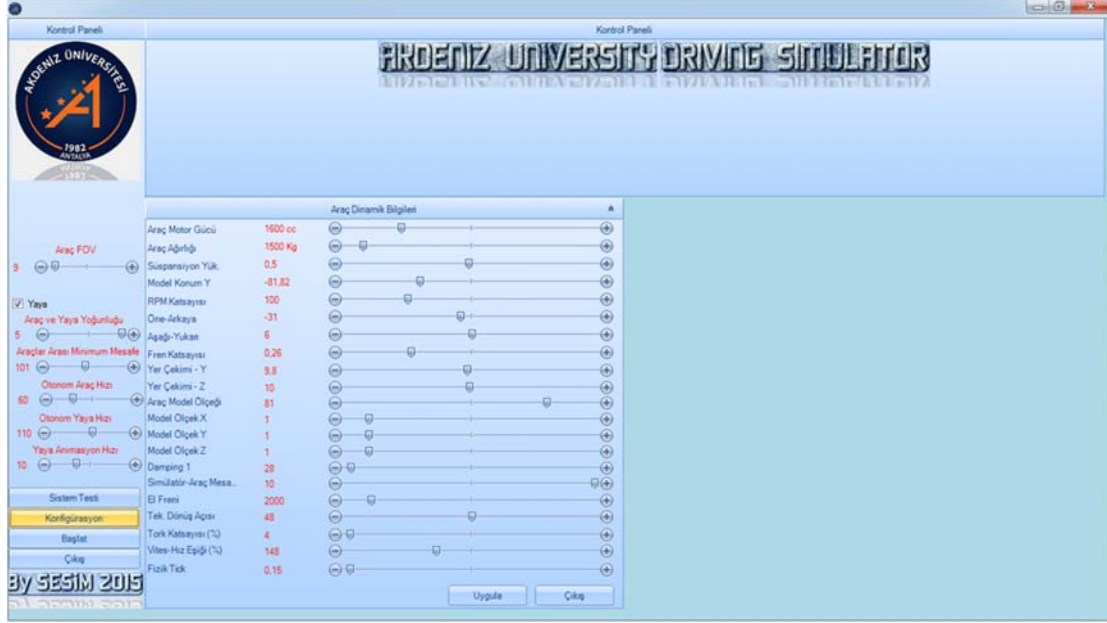 Kontrol Paneli
Kontrol Paneli
AKDENIZ UNIVERSITY DRIVING SIMULATOR
AKDENİZ ÜNİVERSİTESİ
1982
ANTALYA
Araç FOV
9
Yaya
Araç ve Yaya Yoğunluğu
5
Araçlar Arası Minimum Mesafe
101
Otonom Araç Hızı
60
Otonom Yaya Hızı
110
Yaya Animasyon Hızı
10
Sistem Testi
Konfigürasyon
Başlat
Çıkış
By SESIM 2015
Araç Dinamik Bilgileri
Araç Motor Gücü 1600 cc
Araç Ağırlığı 1500 Kg
Süspansiyon Yük. 0,5
Model Konum Y -81,82
RPM Katsayısı 100
Öne-Arkaya -31
Aşağı-Yukarı 6
Fren Katsayısı 0,26
Yer Çekimi - Y 9,8
Yer Çekimi - Z 10
Araç Model Ölçeği 81
Model Ölçek X 1
Model Ölçek Y 1
Model Ölçek Z 1
Damping 1 28
Simülatör-Araç Mesa.. 10
El Freni 2000
Tek. Dönüş Açısı 48
Tork Katsayısı (%) 4
Vites-Hız Eşiği (%) 148
Fizik Tick 0,15
Uygula
Çıkış